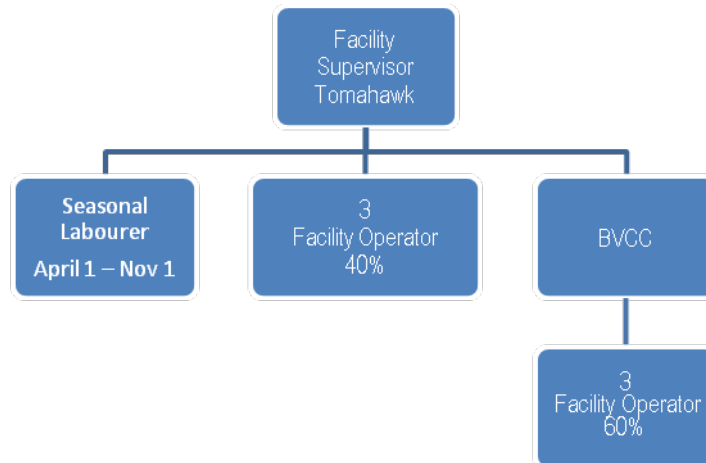 Facility
Supervisor
Tomahawk
Seasonal
Labourer
April 1 – Nov 1
3
Facility Operator
40%
BVCC
3
Facility Operator
60%